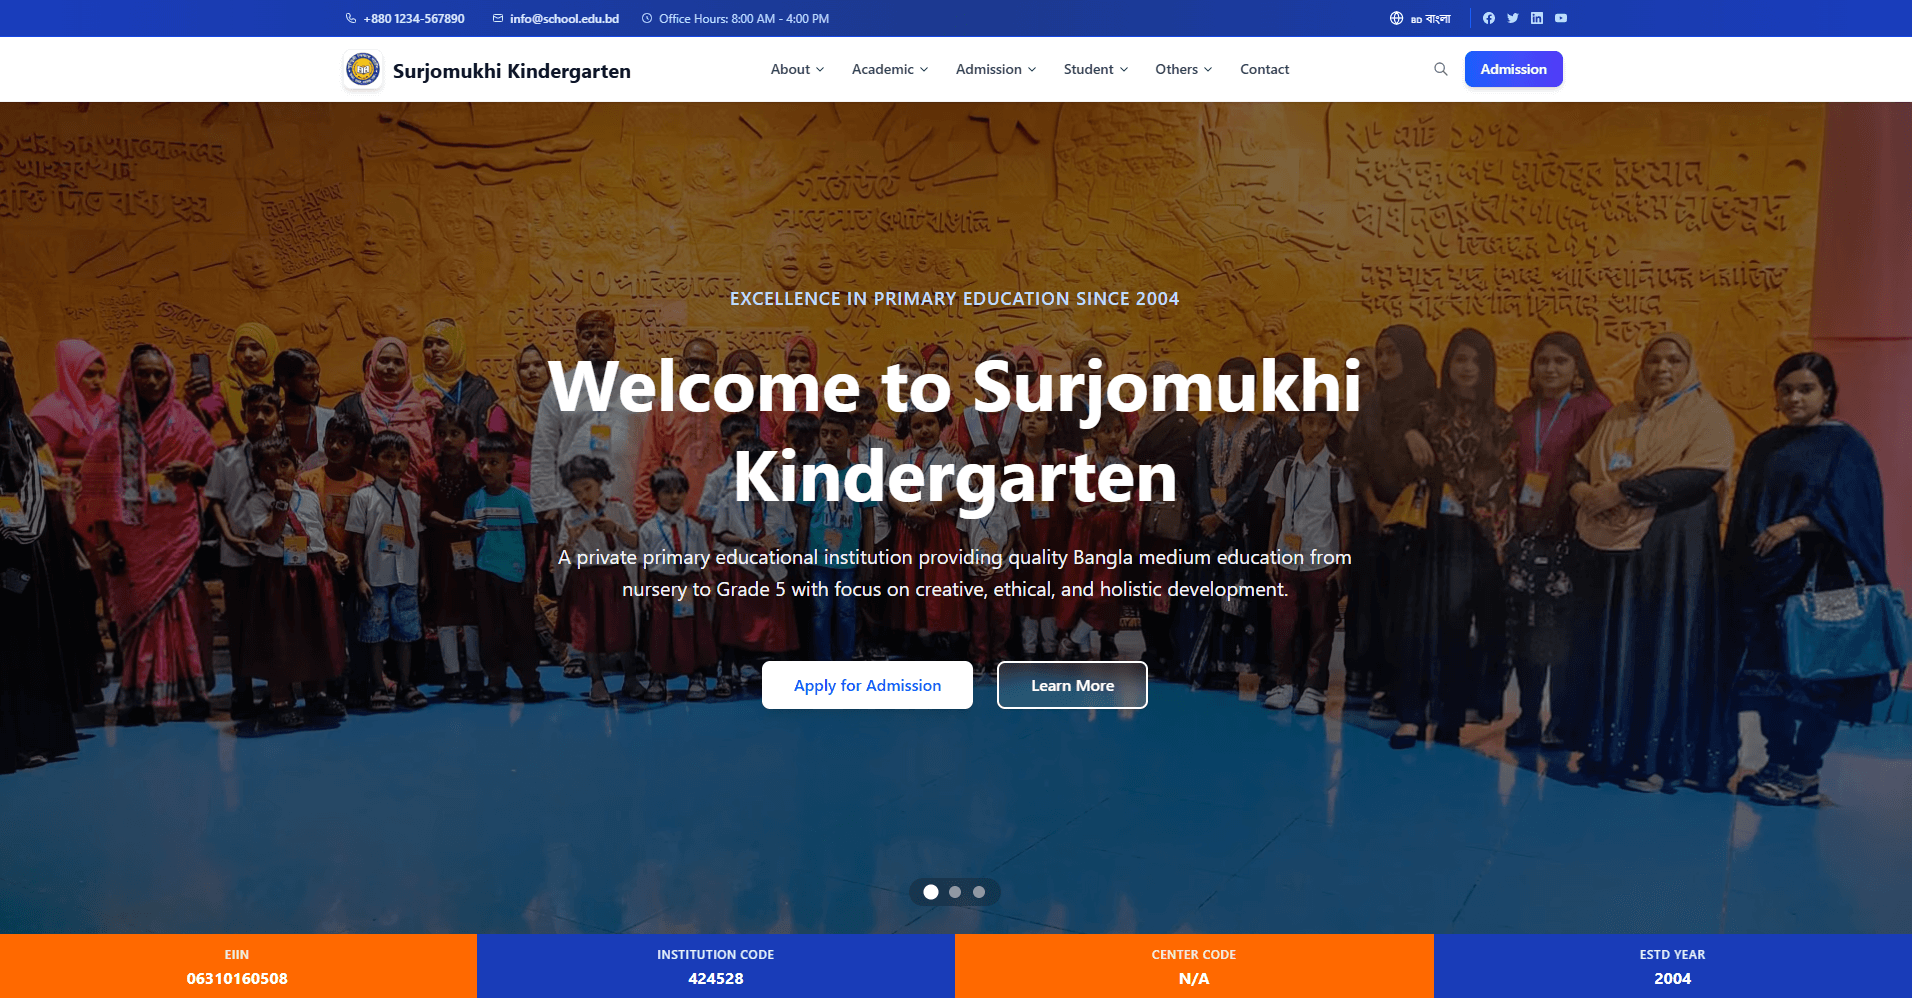 +880 1234-567890
info@school.edu.bd
Office Hours: 8:00 AM - 4:00 PM
BD বাংলা
Surjomukhi Kindergarten
About
Academic
Admission
Student
Others
Contact
Admission
২৬ মার্চ ১৯৭১
EXCELLENCE IN PRIMARY EDUCATION SINCE 2004
Welcome to Surjomukhi
Kindergarten
A private primary educational institution providing quality Bangla medium education from
nursery to Grade 5 with focus on creative, ethical, and holistic development.
Apply for Admission
Learn More
EIIN
06310160508
INSTITUTION CODE
424528
CENTER CODE
N/A
ESTD YEAR
2004